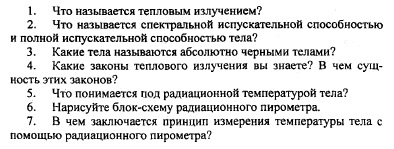 1. Что называется тепловым излучением?
2. Что называется спектральной испускательной способностью
и полной испускательной способностью тела?
3. Какие тела называются абсолютно черными телами?
4. Какие законы теплового излучения вы знаете? В чем сущ-
ность этих законов?
5. Что понимается под радиационной температурой тела?
6. Нарисуйте блок-схему радиационного пирометра.
7. В чем заключается принцип измерения температуры тела с
помощью радиационного пирометра?